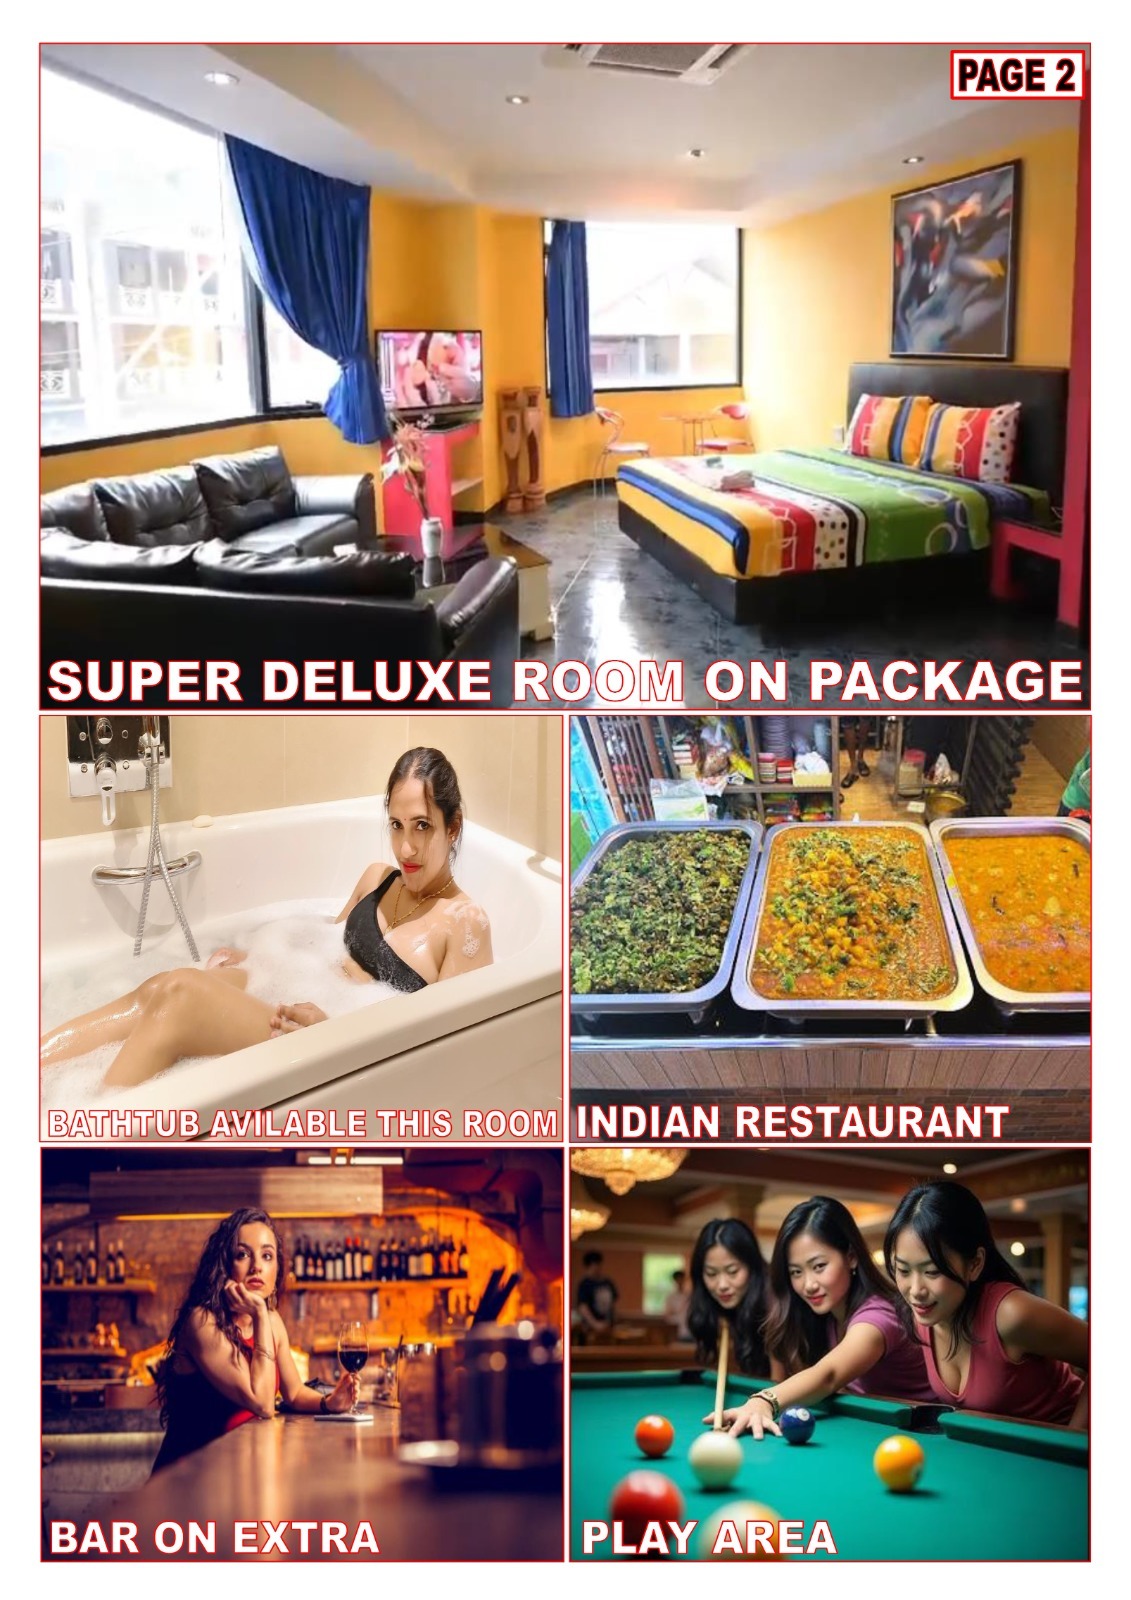 PAGE 2
SUPER DELUXE ROOM ON PACKAGE
BATHTUB AVILABLE THIS ROOM
INDIAN RESTAURANT
BAR ON EXTRA
PLAY AREA